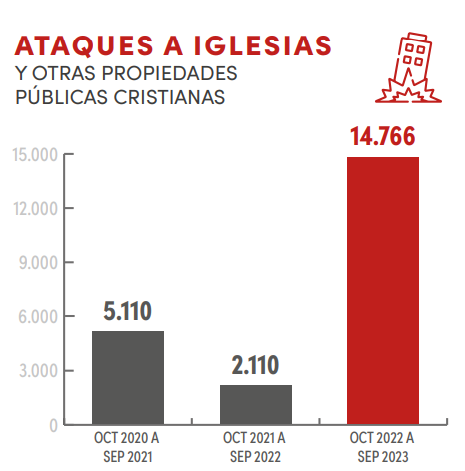 ATAQUES A IGLESIAS
Y OTRAS PROPIEDADES
PÚBLICAS CRISTIANAS
14.766
15.000
12.000
9.000
6.000
5.110
3.000
2.110
0
OCT 2020 A
SEP 2021
OCT 2021 A
SEP 2022
OCT 2022 A
SEP 2023